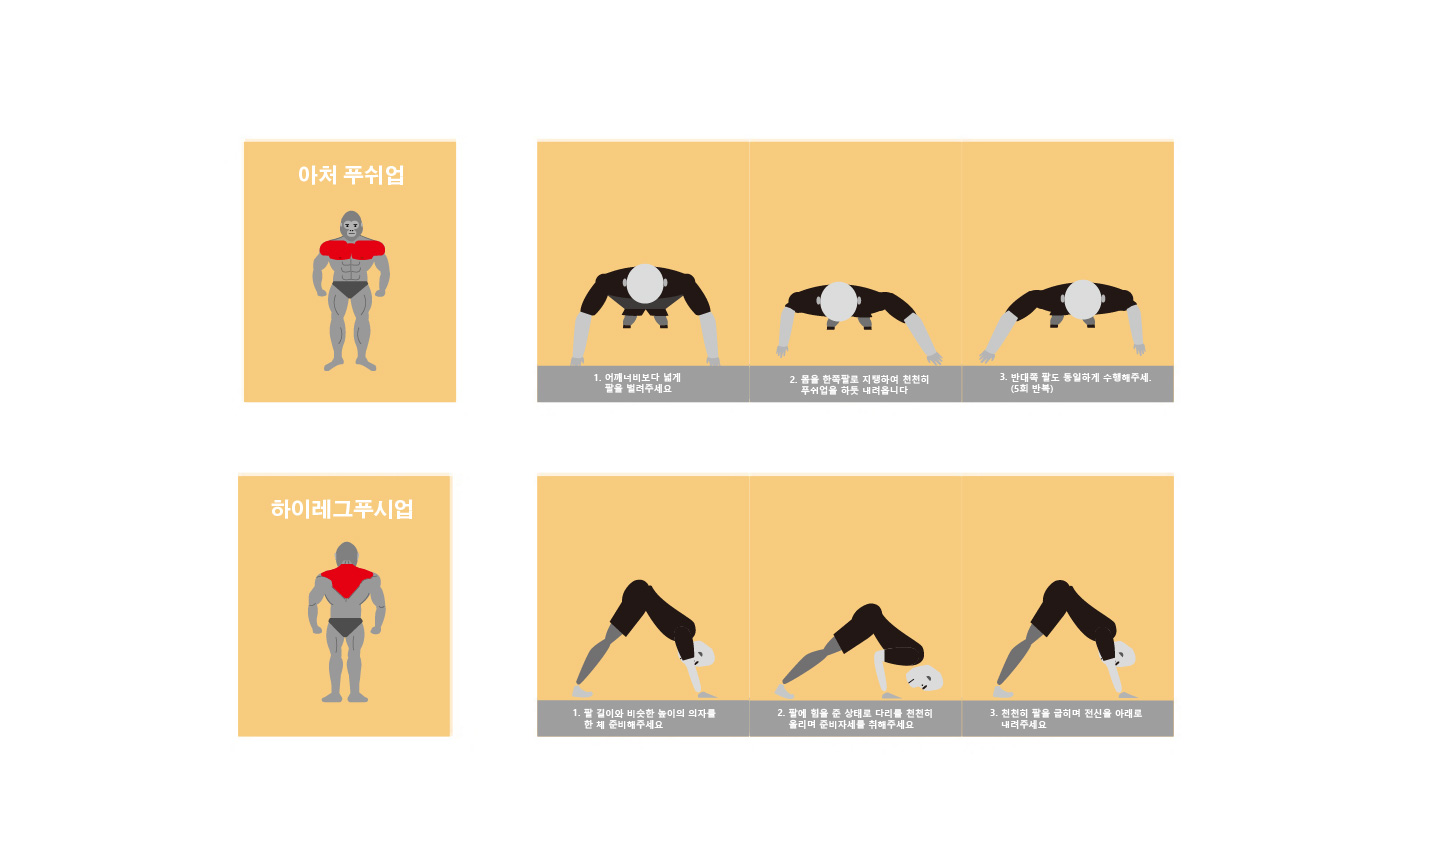 아처 푸쉬업
1. 어깨너비보다 넓게
팔을 벌려주세요
2. 몸을 한쪽팔로 지탱하여 천천히
푸쉬업을 하듯 내려옵니다
3. 반대쪽 팔도 동일하게 수행해주세.
(5회 반복)
하이레그푸시업
1. 팔 길이와 비슷한 높이의 의자를
한 체 준비해주세요
2. 팔에 힘을 준 상태로 다리를 천천히
올리며 준비자세를 취해주세요
3. 천천히 팔을 굽히며 전신을 아래로
내려주세요